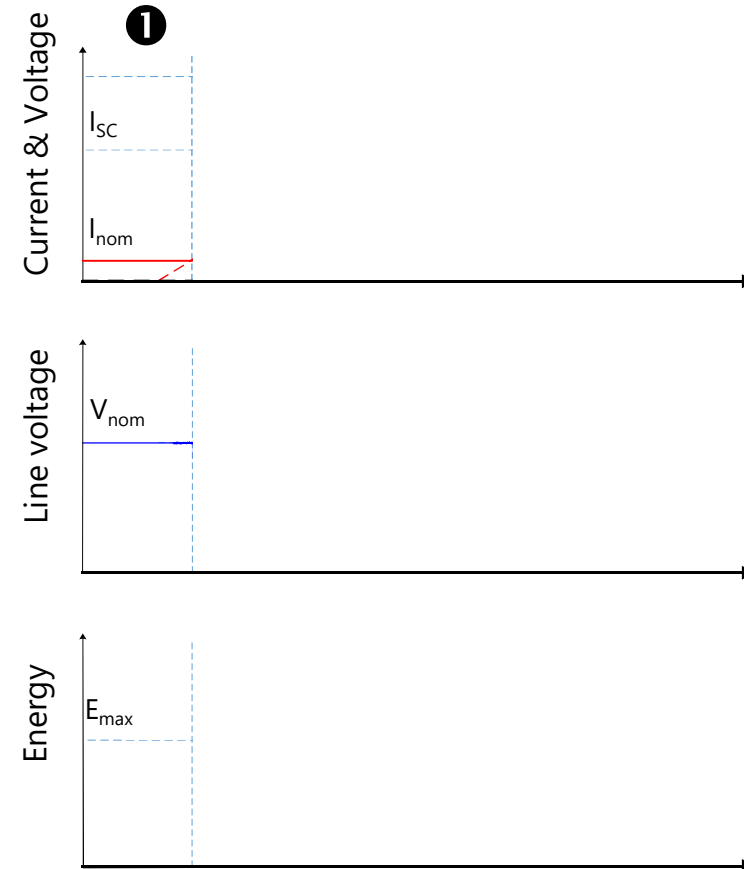 ❶
Current & Voltage
I_SC
I_nom
Line voltage
V_nom
Energy
E_max